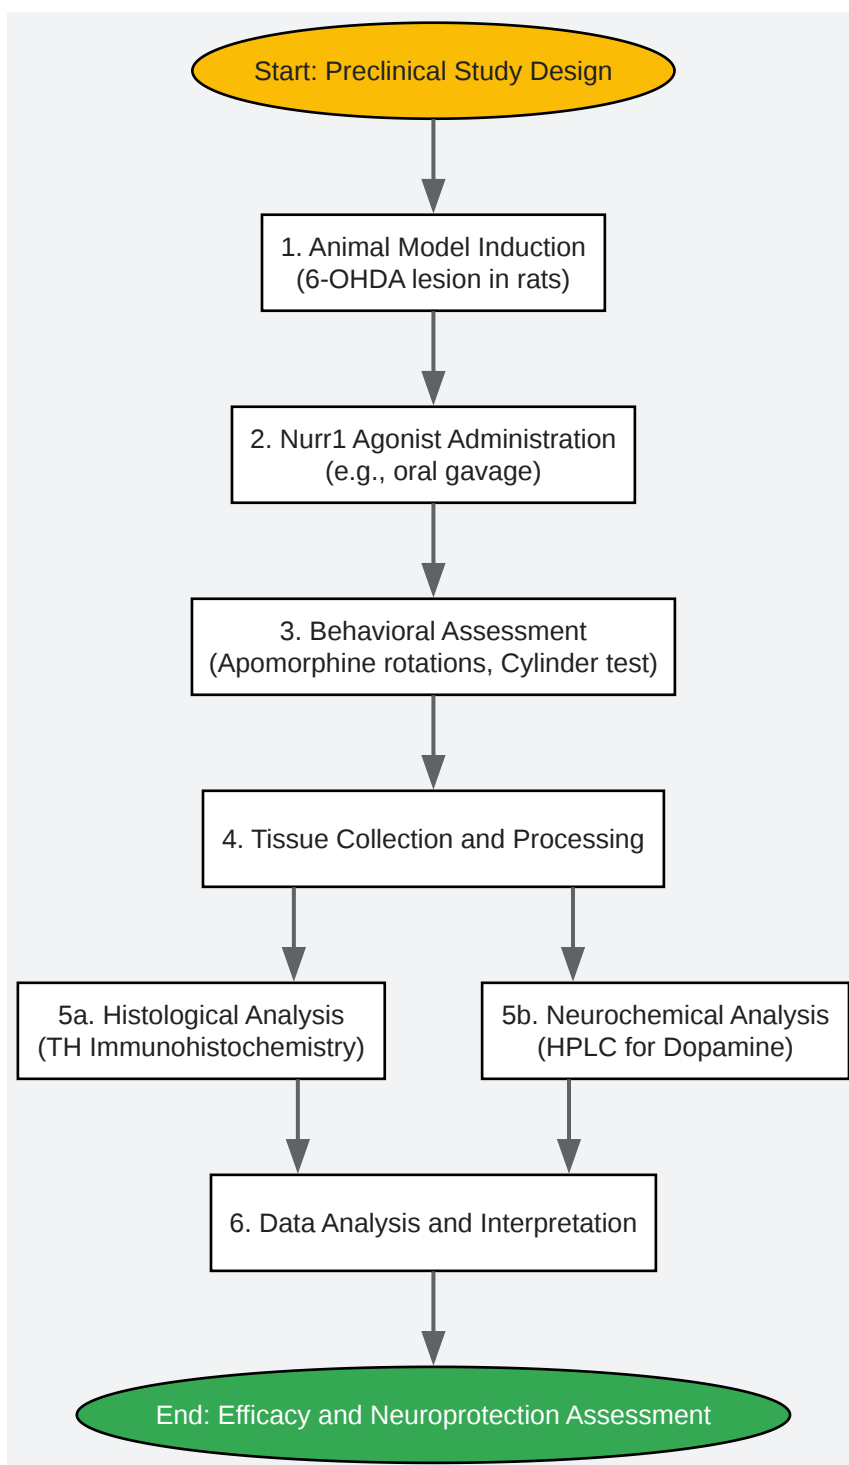 Start: Preclinical Study Design
1. Animal Model Induction
(6-OHDA lesion in rats)
2. Nurr1 Agonist Administration
(e.g., oral gavage)
3. Behavioral Assessment
(Apomorphine rotations, Cylinder test)
4. Tissue Collection and Processing
5a. Histological Analysis
(TH Immunohistochemistry)
5b. Neurochemical Analysis
(HPLC for Dopamine)
6. Data Analysis and Interpretation
End: Efficacy and Neuroprotection Assessment